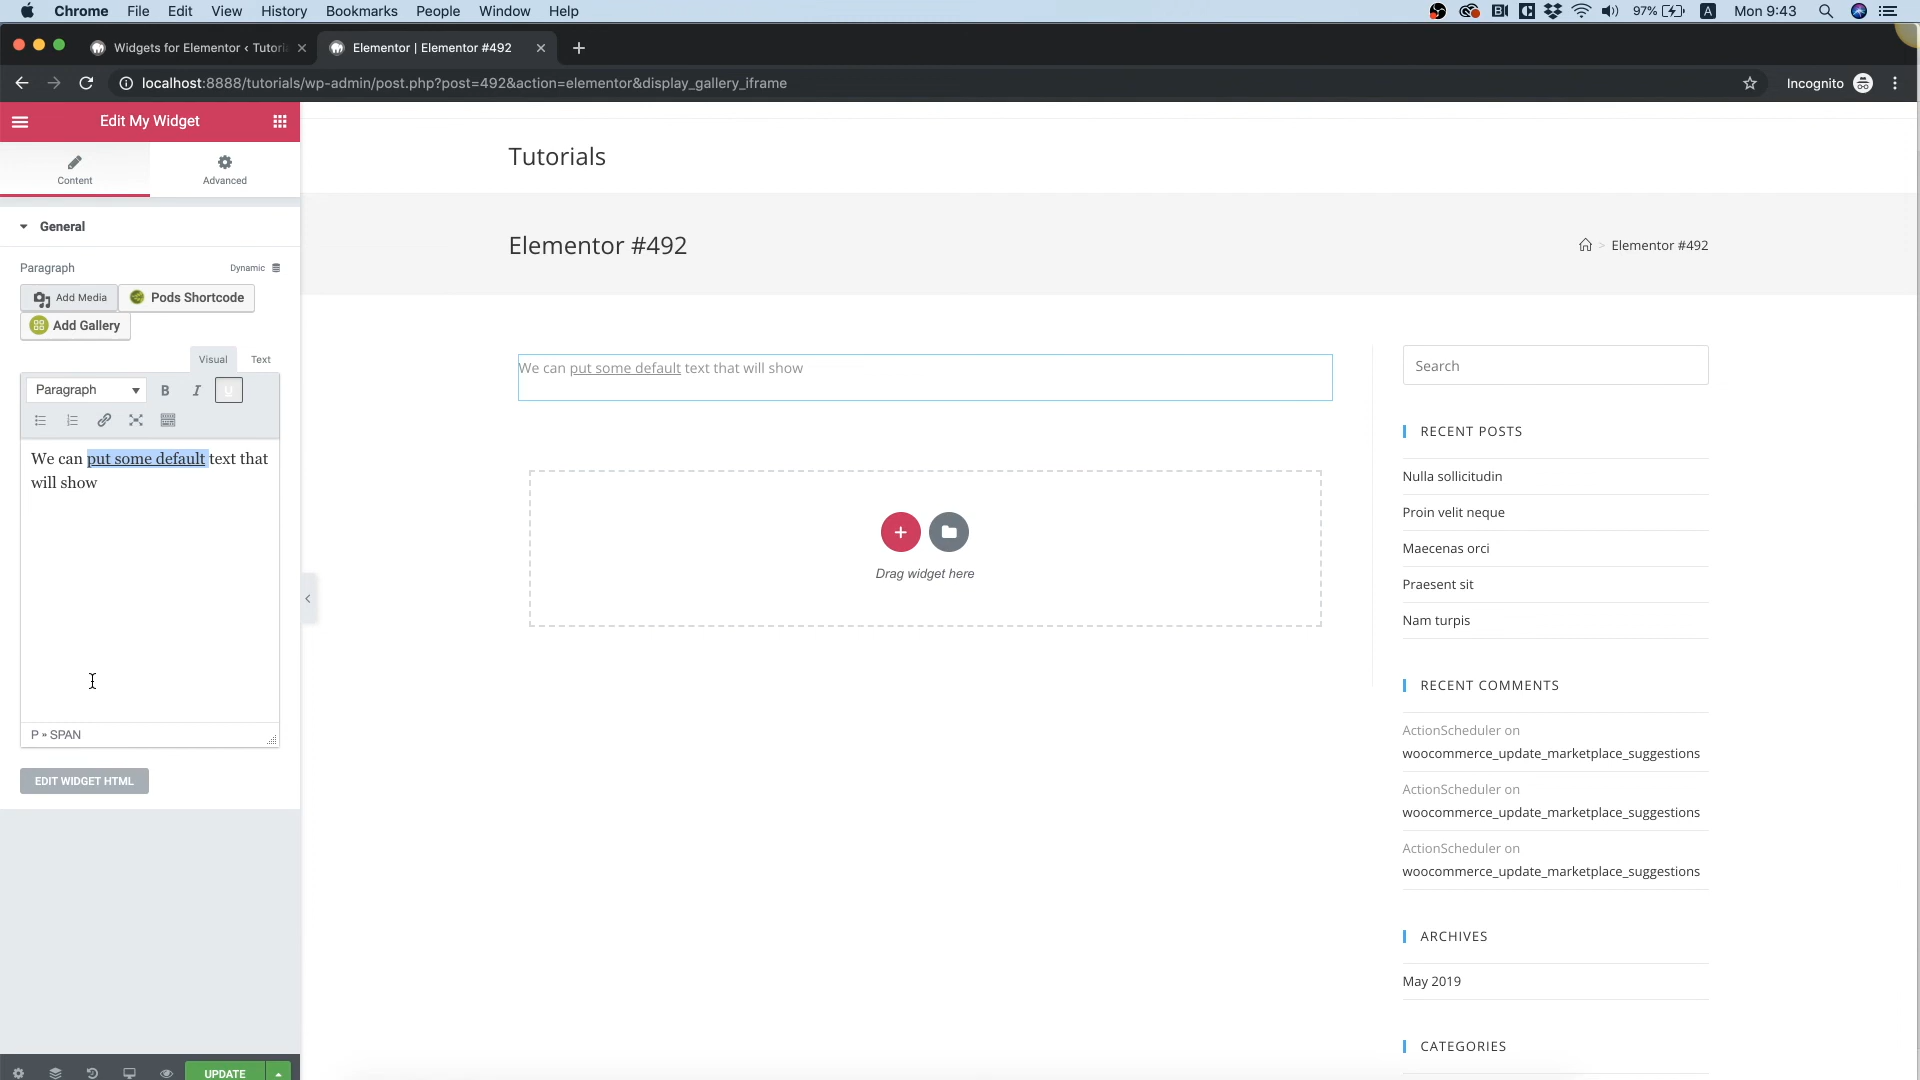 Chrome File Edit View History Bookmarks People Window Help 97% A Mon 9:43
Widgets for Elementor ‹ Tutori Elementor | Elementor #492
localhost:8888/tutorials/wp-admin/post.php?post=492&action=elementor&display_gallery_iframe Incognito
Edit My Widget
Content Advanced
General
Paragraph Dynamic
Add Media Pods Shortcode
Add Gallery
Visual Text
Paragraph B I U
We can put some default text that
will show
P » SPAN
EDIT WIDGET HTML
UPDATE
Tutorials
Elementor #492
> Elementor #492
We can put some default text that will show
Drag widget here
Search
RECENT POSTS
Nulla sollicitudin
Proin velit neque
Maecenas orci
Praesent sit
Nam turpis
RECENT COMMENTS
ActionScheduler on
woocommerce_update_marketplace_suggestions
ActionScheduler on
woocommerce_update_marketplace_suggestions
ActionScheduler on
woocommerce_update_marketplace_suggestions
ARCHIVES
May 2019
CATEGORIES